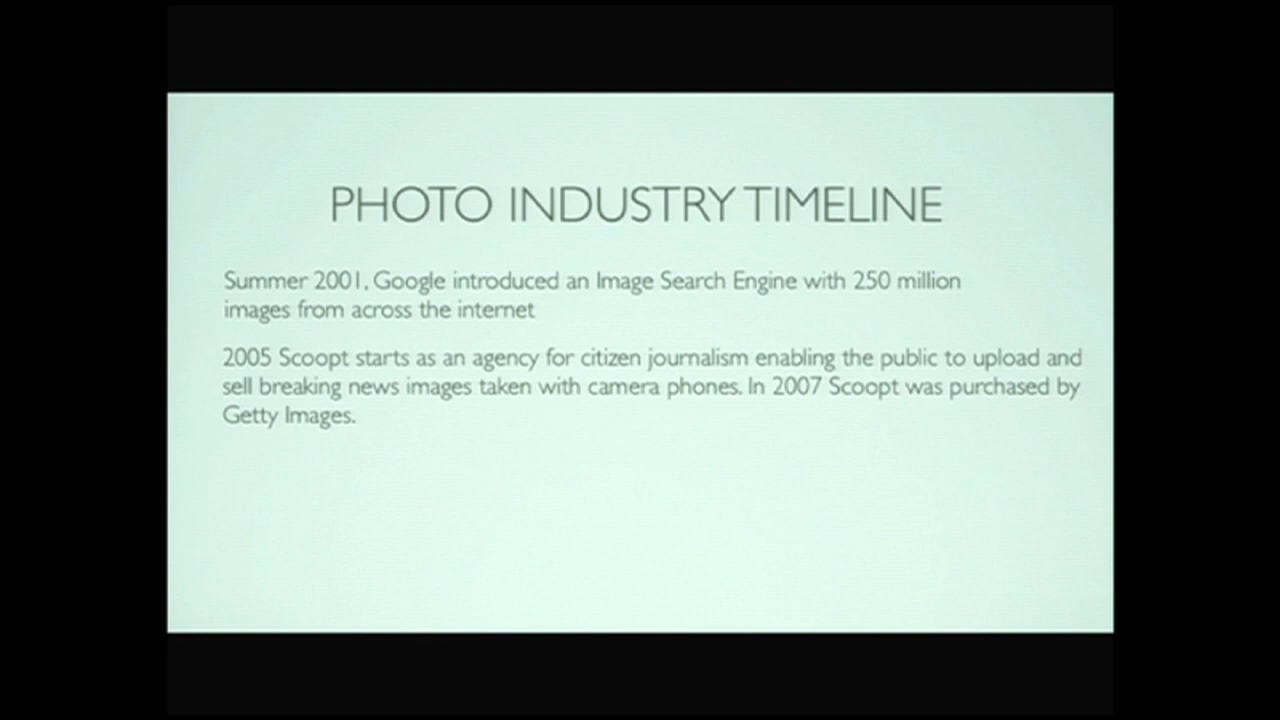 PHOTO INDUSTRY TIMELINE
Summer 2001, Google introduced an Image Search Engine with 250 million
images from across the internet
2005 Scoopt starts as an agency for citizen journalism enabling the public to upload and
sell breaking news images taken with camera phones. In 2007 Scoopt was purchased by
Getty Images.